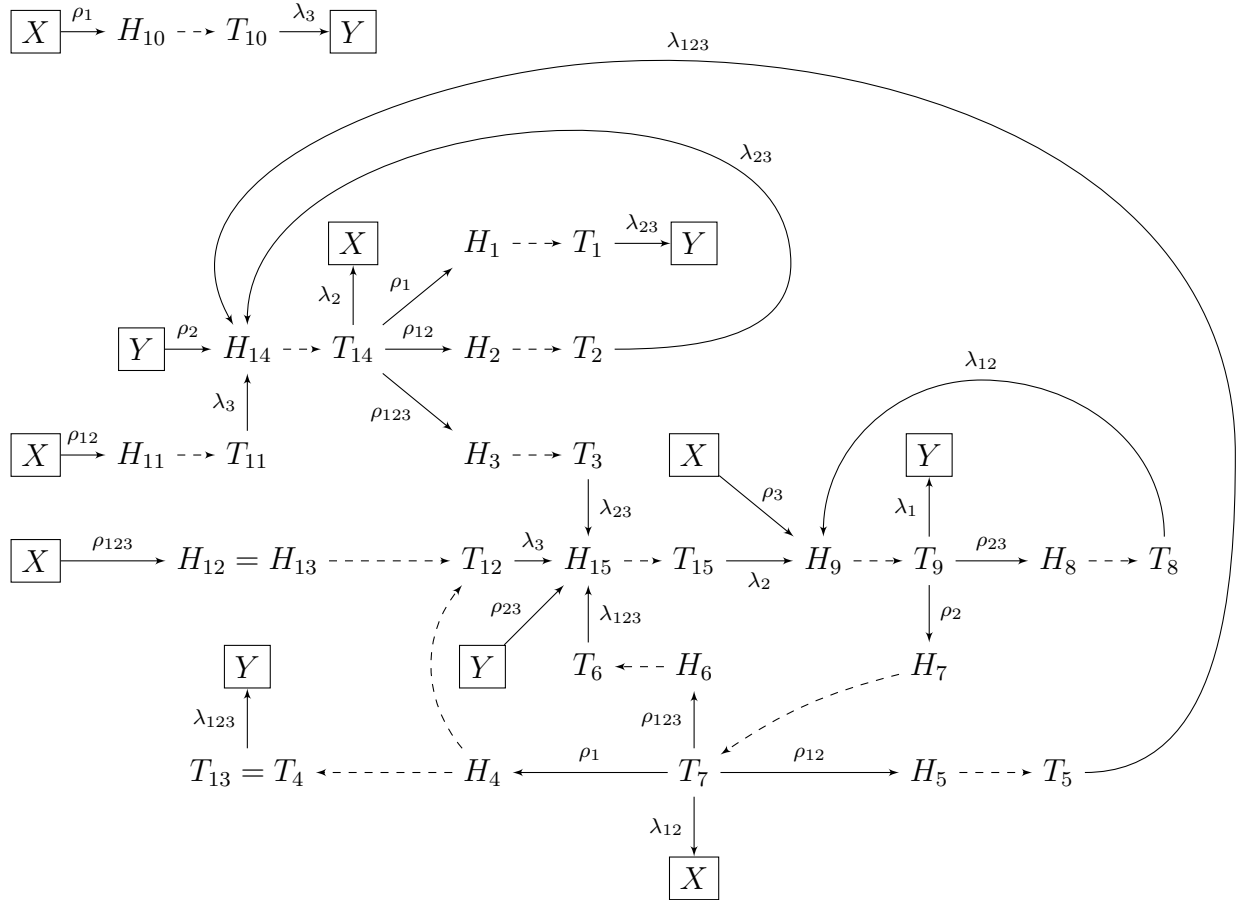 X ρ₁ H₁₀ T₁₀ λ₃ Y
λ₁₂₃
λ₂₃
X H₁ T₁ λ₂₃ Y
λ₂ ρ₁
Y ρ₂ H₁₄ T₁₄ ρ₁₂ H₂ T₂
λ₁₂
λ₃ ρ₁₂₃
X ρ₁₂ H₁₁ T₁₁ H₃ T₃ X Y
λ₂₃ ρ₃ λ₁
X ρ₁₂₃ H₁₂ = H₁₃ T₁₂ λ₃ H₁₅ T₁₅ λ₂ H₉ T₉ ρ₂₃ H₈ T₈
ρ₂₃ λ₁₂₃ ρ₂
Y Y T₆ H₆ H₇
λ₁₂₃ ρ₁₂₃
T₁₃ = T₄ H₄ ρ₁ T₇ ρ₁₂ H₅ T₅
λ₁₂
X